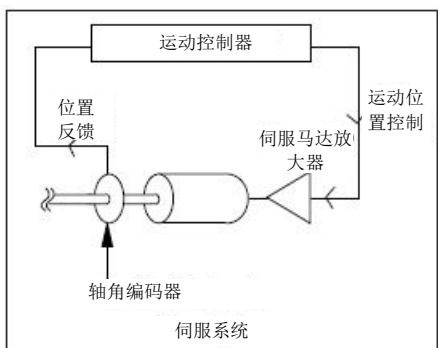 运动控制器
位置
反馈
运动位
置控制
伺服马达放
大器
轴角编码器
伺服系统